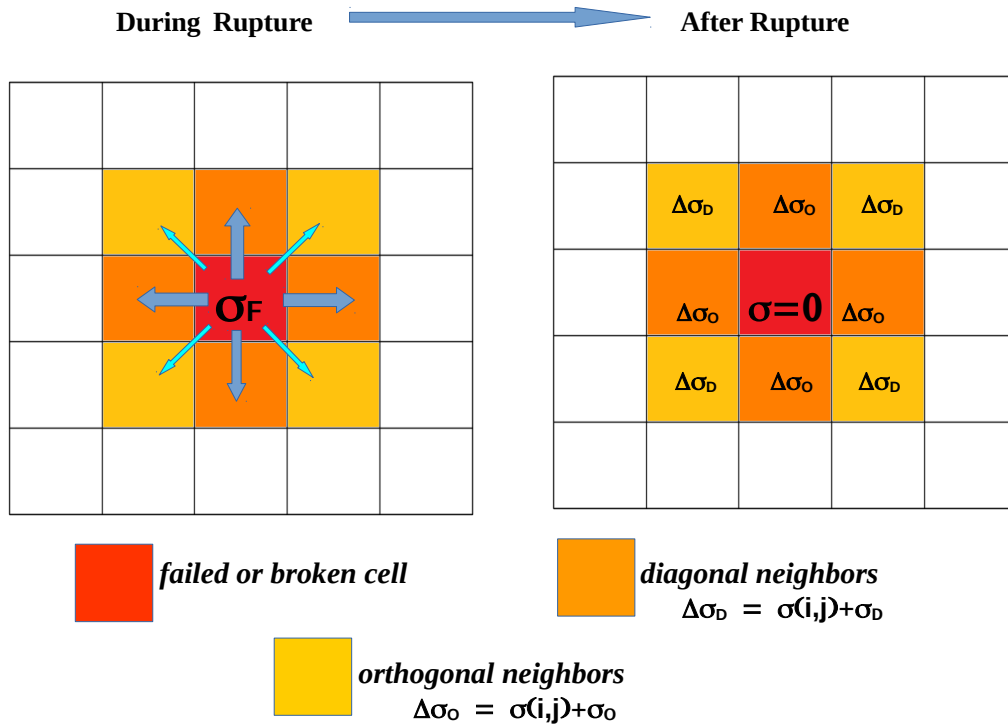 During Rupture
After Rupture
σF
ΔσD ΔσO ΔσD
ΔσO σ=0 ΔσO
ΔσD ΔσO ΔσD
failed or broken cell
diagonal neighbors
ΔσD = σ(i,j)+σD
orthogonal neighbors
ΔσO = σ(i,j)+σO